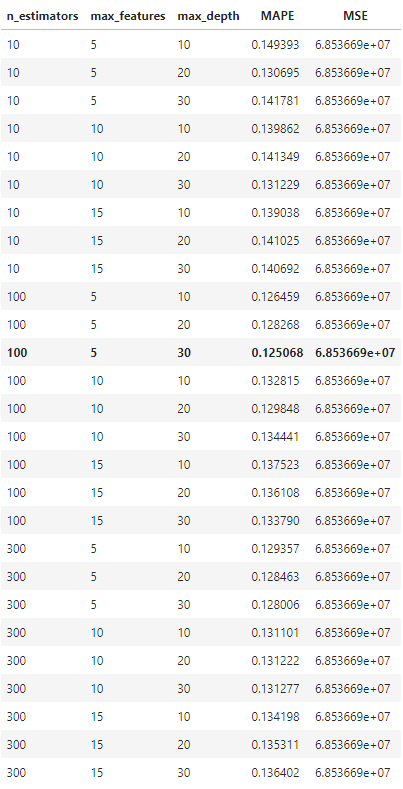 n_estimators max_features max_depth MAPE MSE
10 5 10 0.149393 6.853669e+07
10 5 20 0.130695 6.853669e+07
10 5 30 0.141781 6.853669e+07
10 10 10 0.139862 6.853669e+07
10 10 20 0.141349 6.853669e+07
10 10 30 0.131229 6.853669e+07
10 15 10 0.139038 6.853669e+07
10 15 20 0.141025 6.853669e+07
10 15 30 0.140692 6.853669e+07
100 5 10 0.126459 6.853669e+07
100 5 20 0.128268 6.853669e+07
100 5 30 0.125068 6.853669e+07
100 10 10 0.132815 6.853669e+07
100 10 20 0.129848 6.853669e+07
100 10 30 0.134441 6.853669e+07
100 15 10 0.137523 6.853669e+07
100 15 20 0.136108 6.853669e+07
100 15 30 0.133790 6.853669e+07
300 5 10 0.129357 6.853669e+07
300 5 20 0.128463 6.853669e+07
300 5 30 0.128006 6.853669e+07
300 10 10 0.131101 6.853669e+07
300 10 20 0.131222 6.853669e+07
300 10 30 0.131277 6.853669e+07
300 15 10 0.134198 6.853669e+07
300 15 20 0.135311 6.853669e+07
300 15 30 0.136402 6.853669e+07